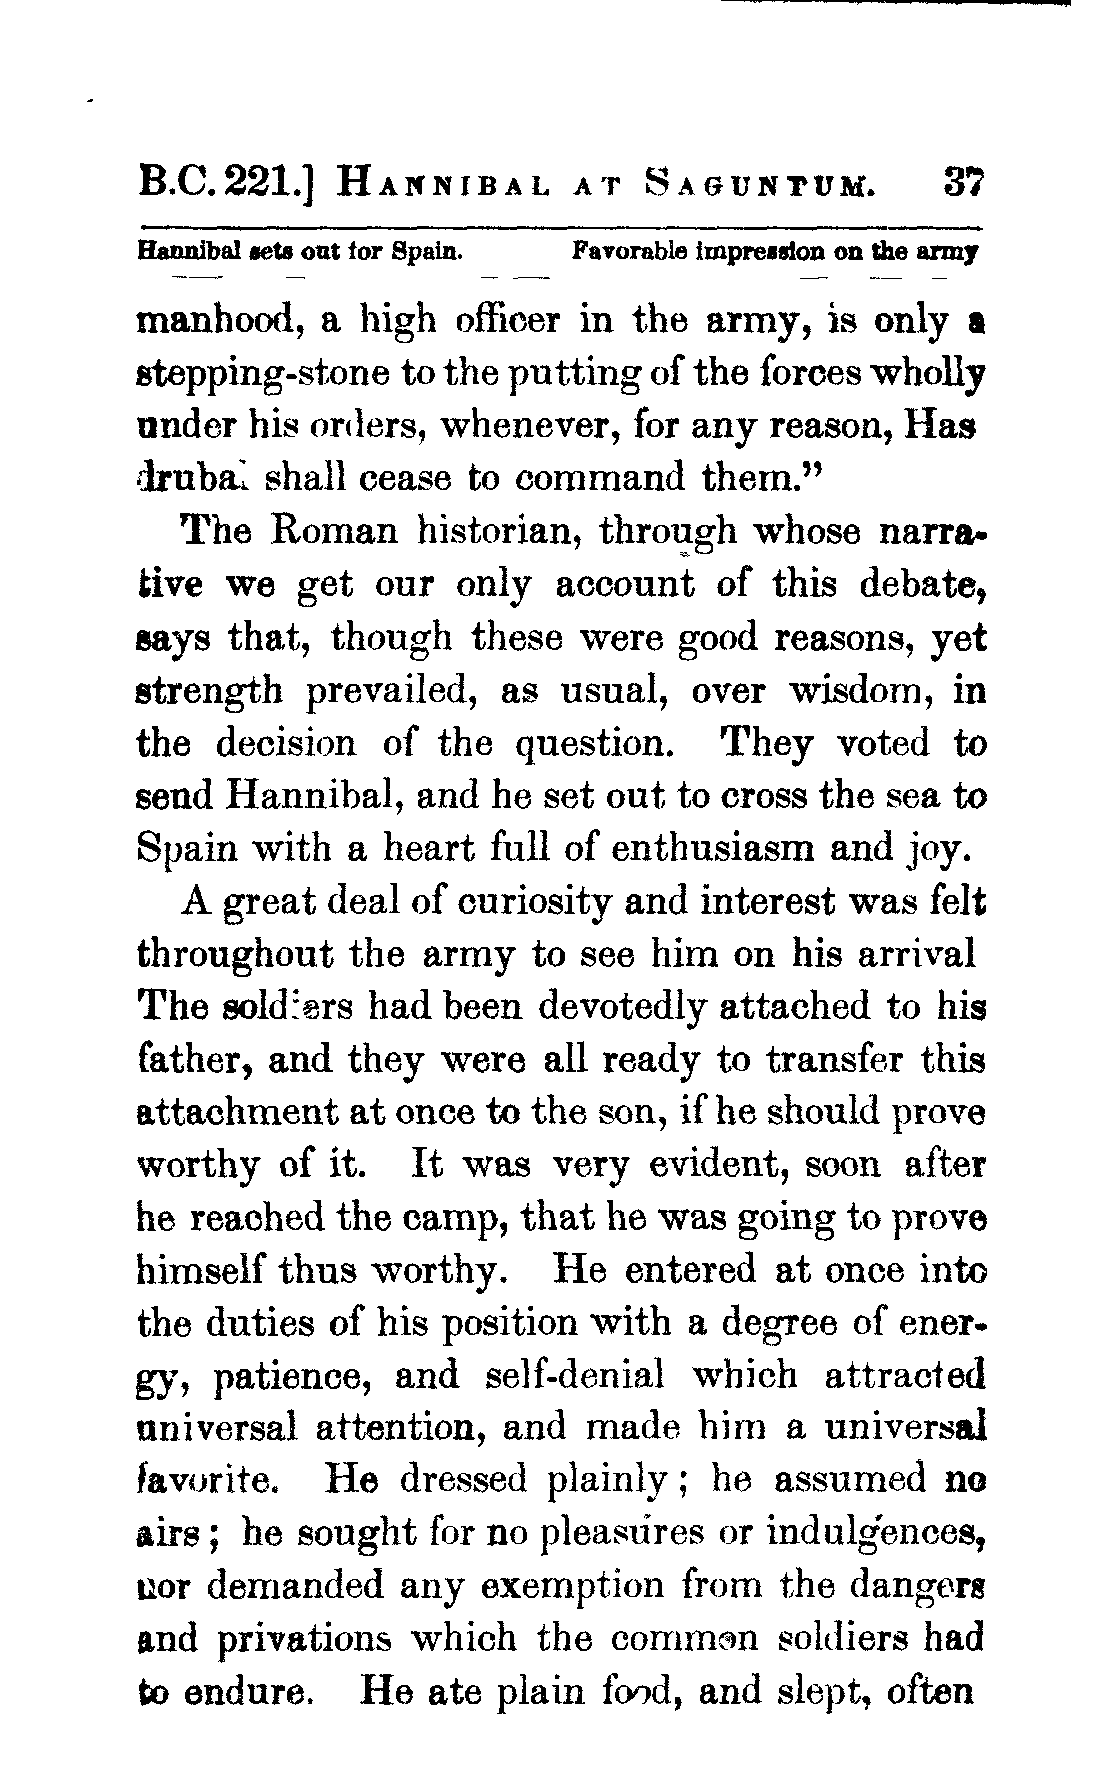 B.C. 221.] HANNIBAL AT SAGUNTUM. 37
Hannibal sets out for Spain. Favorable impression on the army
manhood, a high officer in the army, is only a
stepping-stone to the putting of the forces wholly
under his orders, whenever, for any reason, Has
drubal shall cease to command them."
The Roman historian, through whose narra-
tive we get our only account of this debate,
says that, though these were good reasons, yet
strength prevailed, as usual, over wisdom, in
the decision of the question. They voted to
send Hannibal, and he set out to cross the sea to
Spain with a heart full of enthusiasm and joy.
A great deal of curiosity and interest was felt
throughout the army to see him on his arrival
The soldiers had been devotedly attached to his
father, and they were all ready to transfer this
attachment at once to the son, if he should prove
worthy of it. It was very evident, soon after
he reached the camp, that he was going to prove
himself thus worthy. He entered at once into
the duties of his position with a degree of ener-
gy, patience, and self-denial which attracted
universal attention, and made him a universal
favorite. He dressed plainly; he assumed no
airs; he sought for no pleasures or indulgences,
nor demanded any exemption from the dangers
and privations which the common soldiers had
to endure. He ate plain food, and slept, often